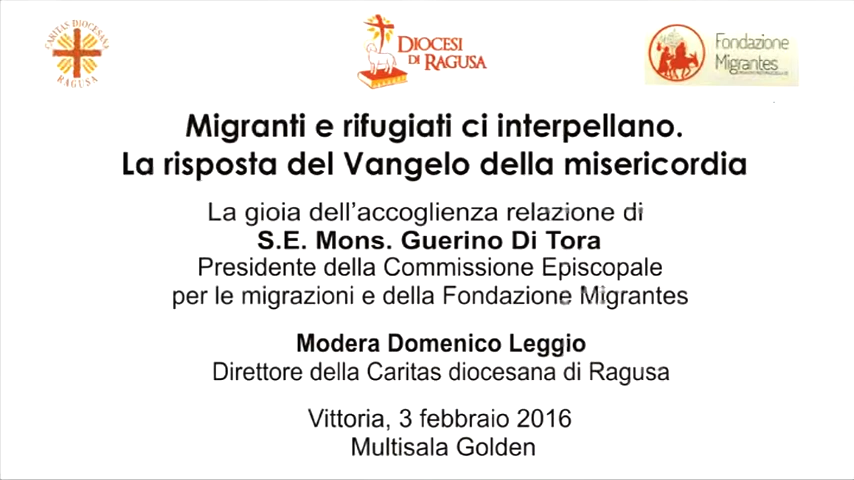 CARITAS DIOCESANA
RAGUSA
DIOCESI
DI RAGUSA
Fondazione
Migrantes
Migranti e rifugiati ci interpellano.
La risposta del Vangelo della misericordia
La gioia dell'accoglienza relazione di
S.E. Mons. Guerino Di Tora
Presidente della Commissione Episcopale
per le migrazioni e della Fondazione Migrantes
Modera Domenico Leggio
Direttore della Caritas diocesana di Ragusa
Vittoria, 3 febbraio 2016
Multisala Golden